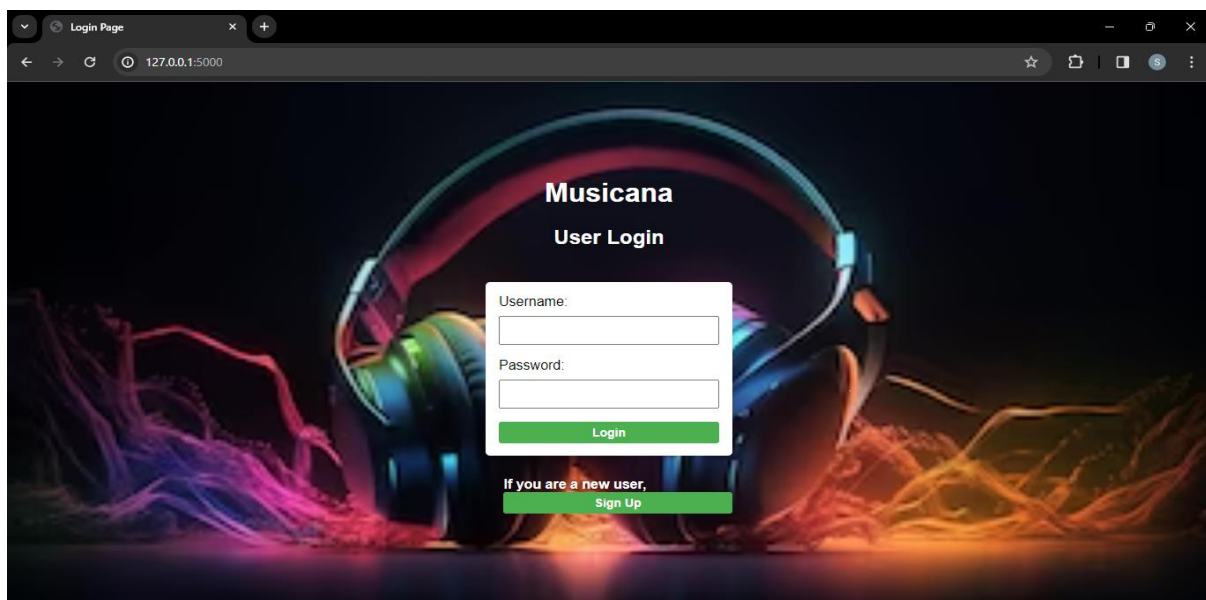 Login Page
127.0.0.1:5000
S
Musicana
User Login
Username:
Password:
Login
If you are a new user,
Sign Up